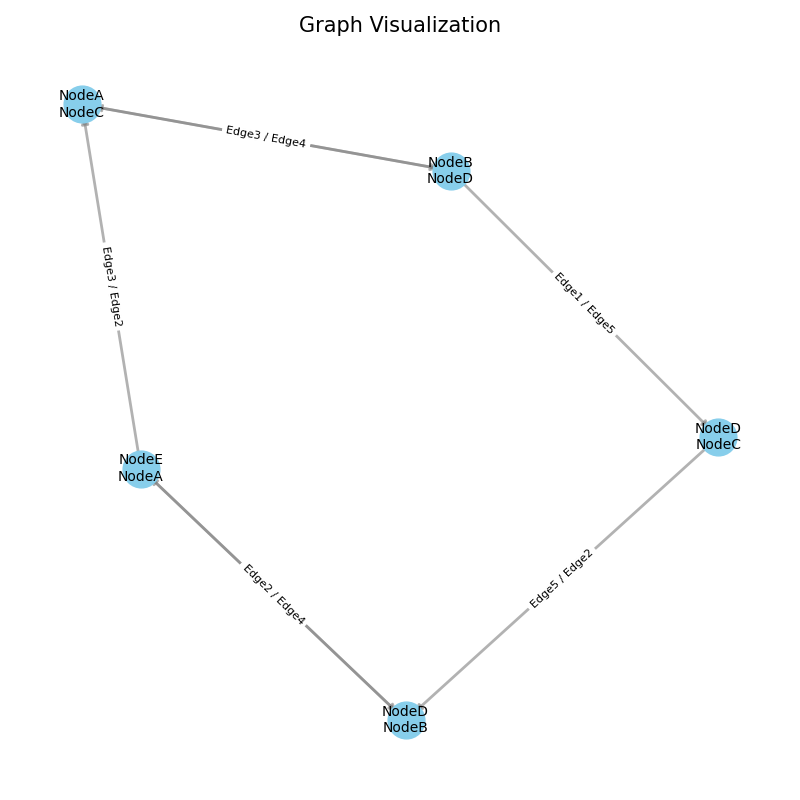 Graph Visualization
NodeA
NodeC
Edge3 / Edge4
NodeB
NodeD
Edge3 / Edge2
Edge1 / Edge5
NodeD
NodeC
NodeE
NodeA
Edge5 / Edge2
Edge2 / Edge4
NodeD
NodeB